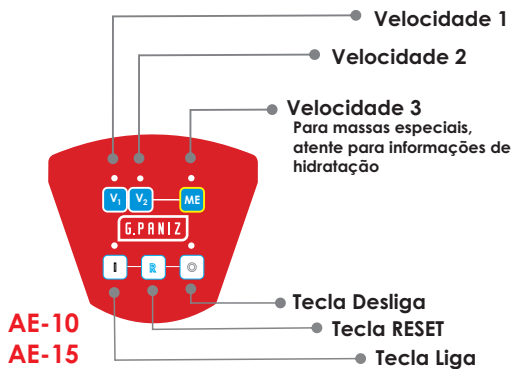 Velocidade 1
Velocidade 2
Velocidade 3
Para massas especiais,
atente para informações de
hidratação
V1 V2 ME
G.PANIZ
I R O
Tecla Desliga
AE-10
Tecla RESET
AE-15
Tecla Liga